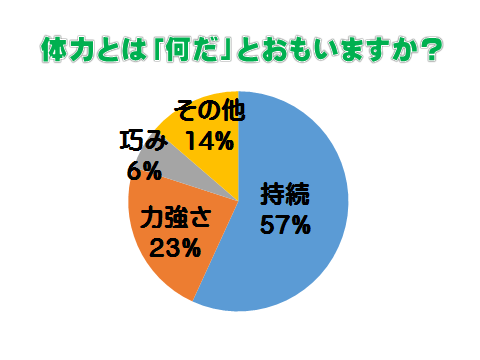 体力とは「何だ」とおもいますか？
その他
14%
巧み
6%
持続
57%
力強さ
23%